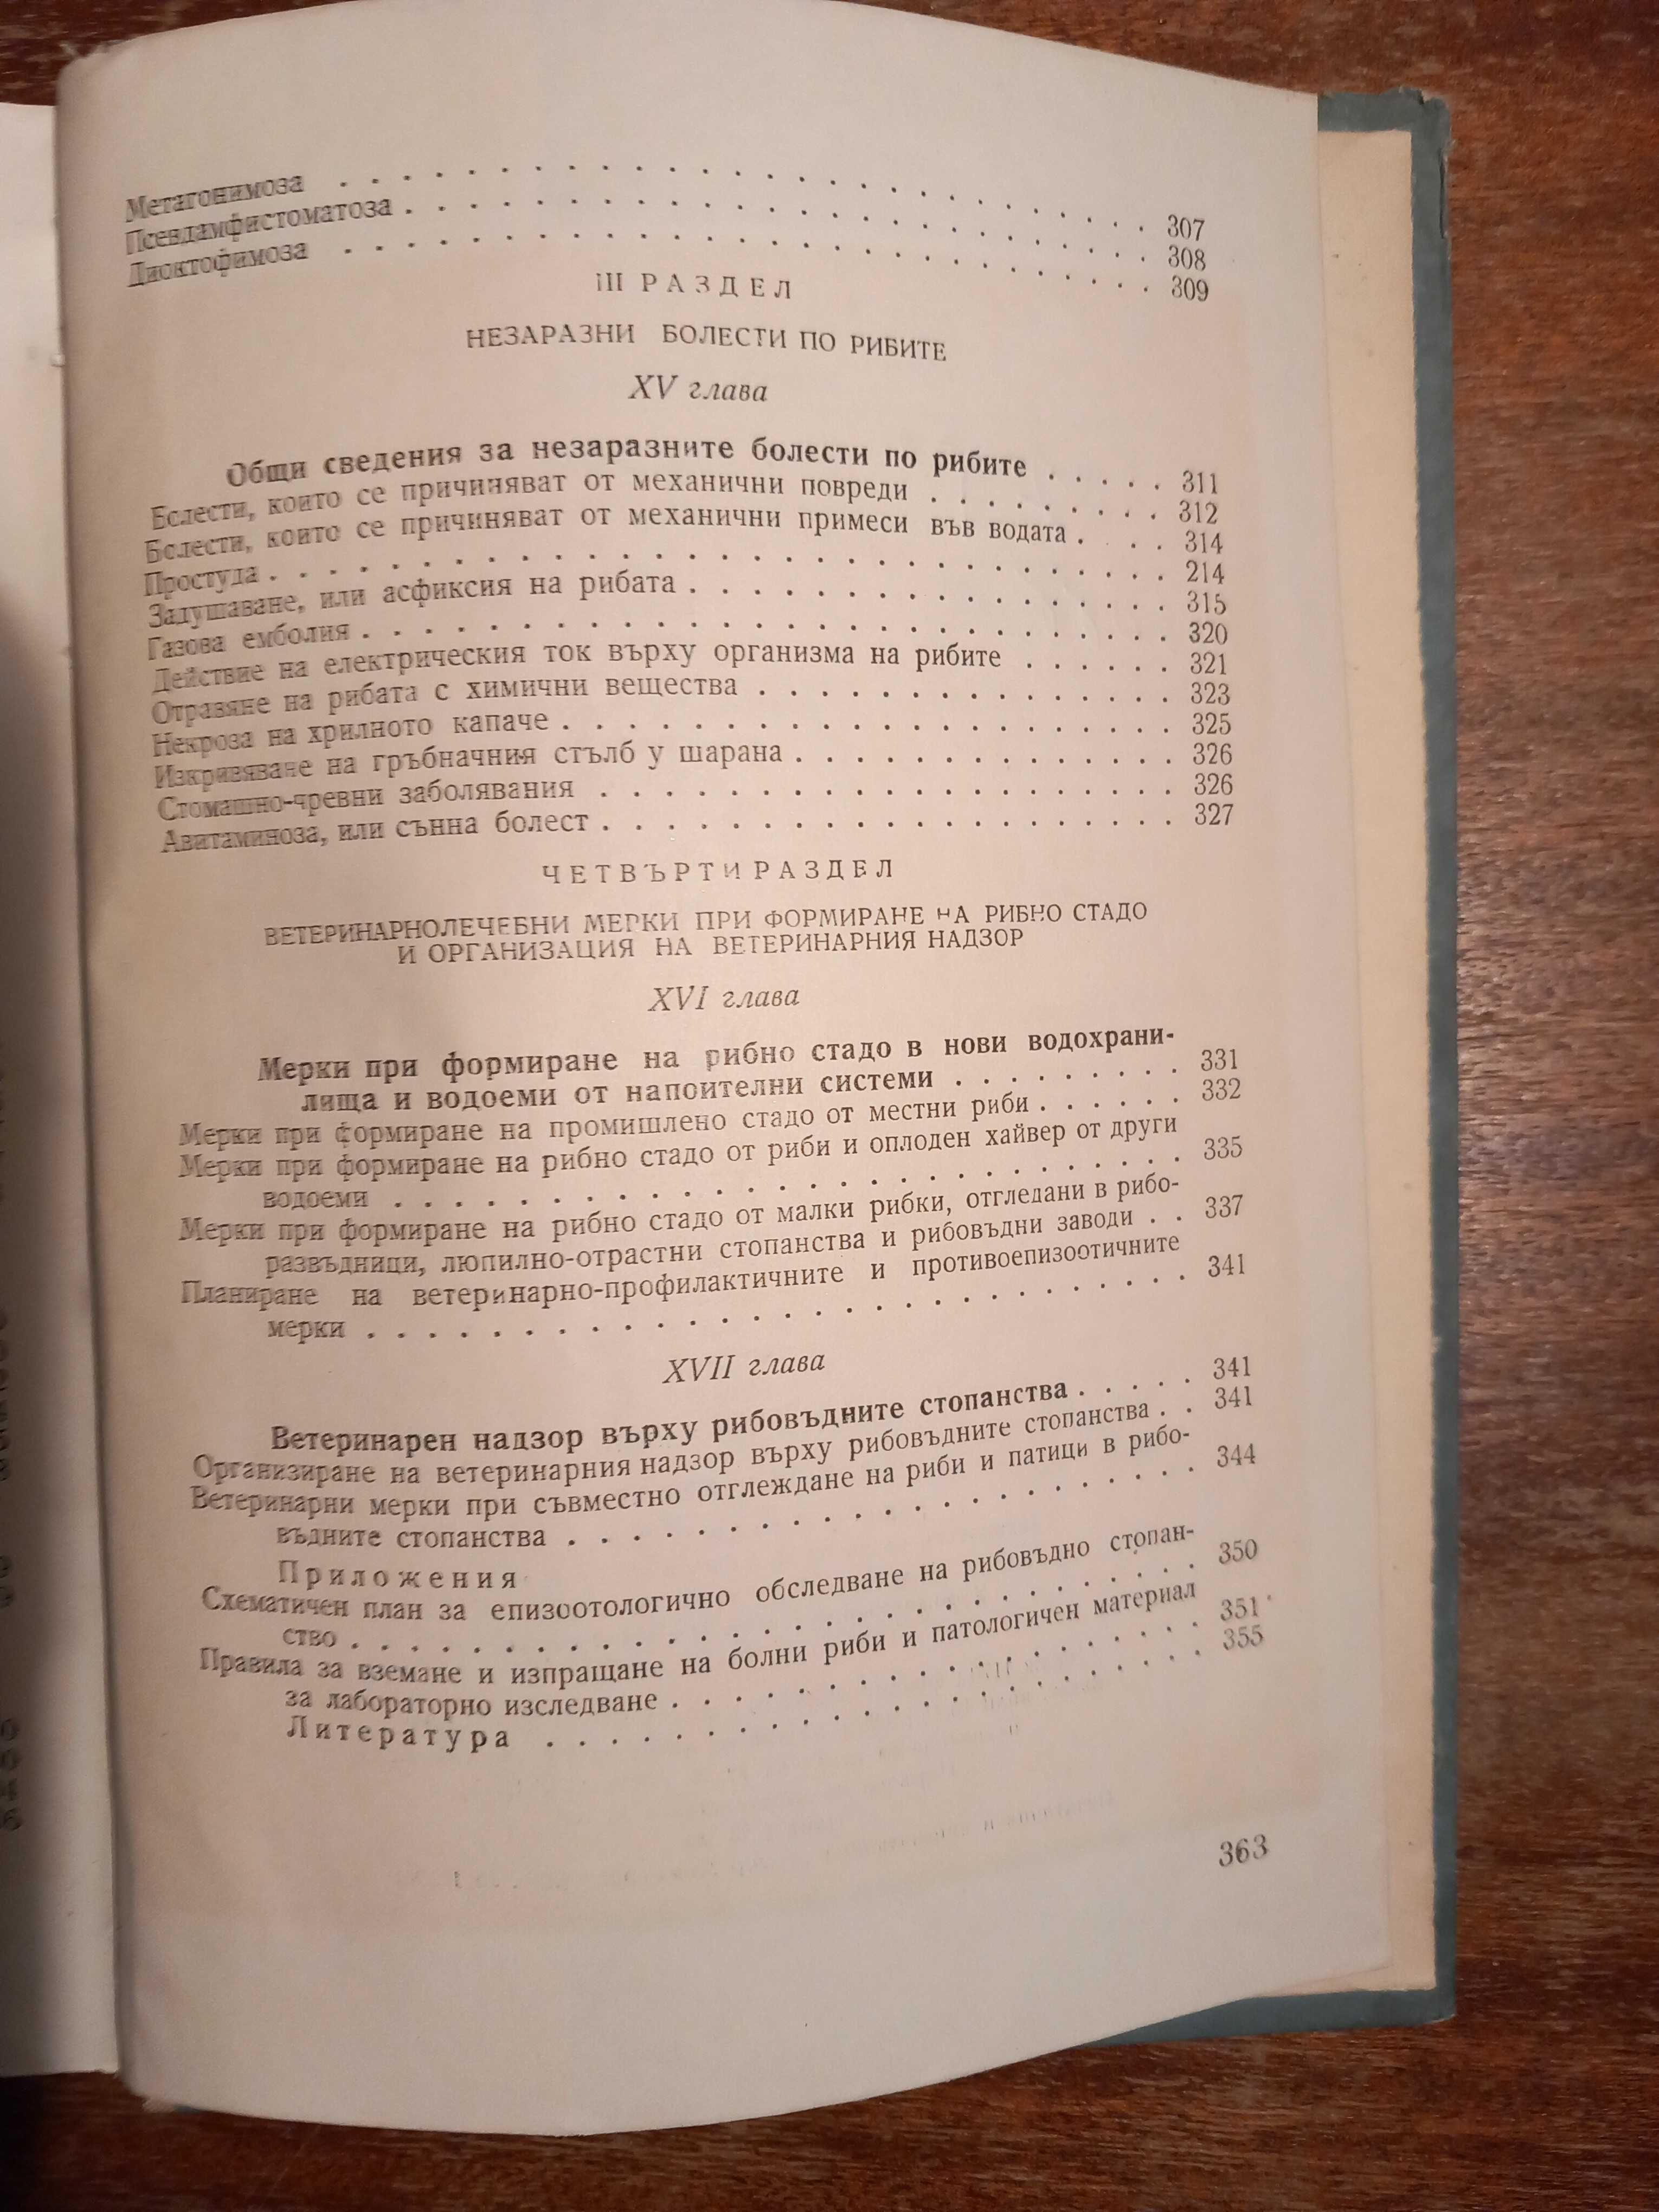 Метагонимоза . . . . . . . . . . . . . . . . . . . . . . . . 307
Псевдамфистоматоза . . . . . . . . . . . . . . . . . . . . . . . 308
Диоктофимоза . . . . . . . . . . . . . . . . . . . . . . . . 309
III РАЗДЕЛ
НЕЗАРАЗНИ БОЛЕСТИ ПО РИБИТЕ
XV глава
Общи сведения за незаразните болести по рибите . . . . . 311
Болести, които се причиняват от механични повреди . . . . . . . . 312
Болести, които се причиняват от механични примеси във водата . . . . 314
Простуда . . . . . . . . . . . . . . . . . . . . . . . . . . . . 214
Задушаване, или асфиксия на рибата . . . . . . . . . . . . . . . 315
Газова емболия . . . . . . . . . . . . . . . . . . . . . . . . . 320
Действие на електрическия ток върху организма на рибите . . . . . . 321
Отравяне на рибата с химични вещества . . . . . . . . . . . . . 323
Некроза на хрилното капаче . . . . . . . . . . . . . . . . . . . 325
Изкривяване на гръбначния стълб у шарана . . . . . . . . . . . . 326
Стомашно-чревни заболявания . . . . . . . . . . . . . . . . . . 326
Авитаминоза, или сънна болест . . . . . . . . . . . . . . . . . . 327
ЧЕТВЪРТИ РАЗДЕЛ
ВЕТЕРИНАРНОЛЕЧЕБНИ МЕРКИ ПРИ ФОРМИРАНЕ НА РИБНО СТАДО
И ОРГАНИЗАЦИЯ НА ВЕТЕРИНАРНИЯ НАДЗОР
XVI глава
Мерки при формиране на рибно стадо в нови водохрани-
лища и водоеми от напоителни системи . . . . . . . . 331
Мерки при формиране на промишлено стадо от местни риби . . . . . . 332
Мерки при формиране на рибно стадо от риби и оплоден хайвер от други
водоеми . . . . . . . . . . . . . . . . . . . . . . . . . 335
Мерки при формиране на рибно стадо от малки рибки, отгледани в рибо-
развъдници, люпилно-отрастни стопанства и рибовъдни заводи . . 337
Планиране на ветеринарно-профилактичните и противоепизоотичните
мерки . . . . . . . . . . . . . . . . . . . . . . . . . . 341
XVII глава
Ветеринарен надзор върху рибовъдните стопанства . . . . . 341
Организиране на ветеринарния надзор върху рибовъдните стопанства . . 341
Ветеринарни мерки при съвместно отглеждане на риби и патици в рибо-
въдните стопанства . . . . . . . . . . . . . . . . . . . . 344
Приложения
Схематичен план за епизоотологично обследване на рибовъдно стопан-
ство . . . . . . . . . . . . . . . . . . . . . . . . . . . 350
Правила за вземане и изпращане на болни риби и патологичен материал
за лабораторно изследване . . . . . . . . . . . . . . . . . 351
Литература . . . . . . . . . . . . . . . . . . . . . 355
363